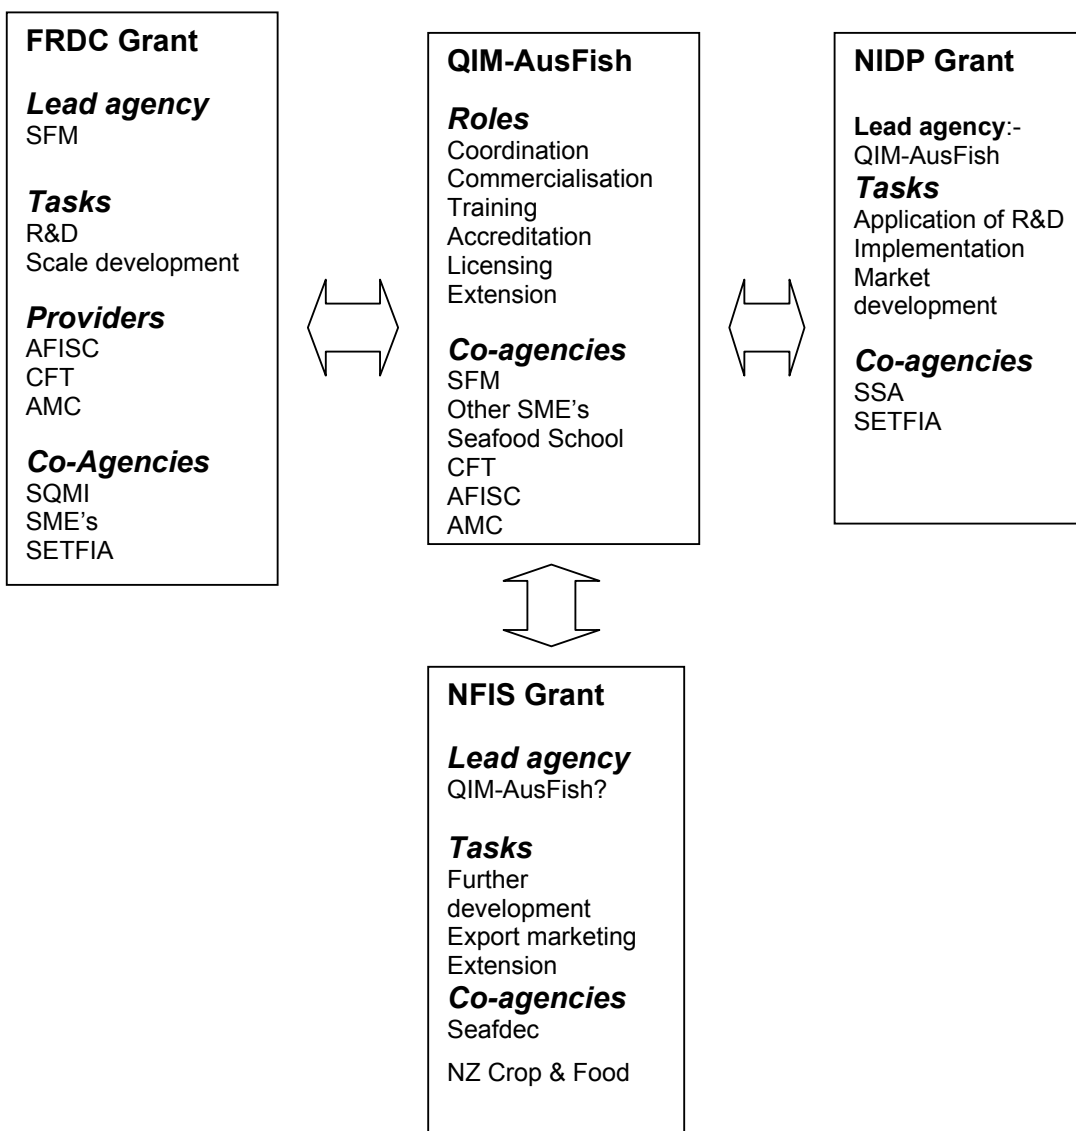 FRDC Grant
Lead agency
SFM
Tasks
R&D
Scale development
Providers
AFISC
CFT
AMC
Co-Agencies
SQMI
SME's
SETFIA
QIM-AusFish
Roles
Coordination
Commercialisation
Training
Accreditation
Licensing
Extension
Co-agencies
SFM
Other SME's
Seafood School
CFT
AFISC
AMC
NIDP Grant
Lead agency:-
QIM-AusFish
Tasks
Application of R&D
Implementation
Market
development
Co-agencies
SSA
SETFIA
NFIS Grant
Lead agency
QIM-AusFish?
Tasks
Further
development
Export marketing
Extension
Co-agencies
Seafdec
NZ Crop & Food